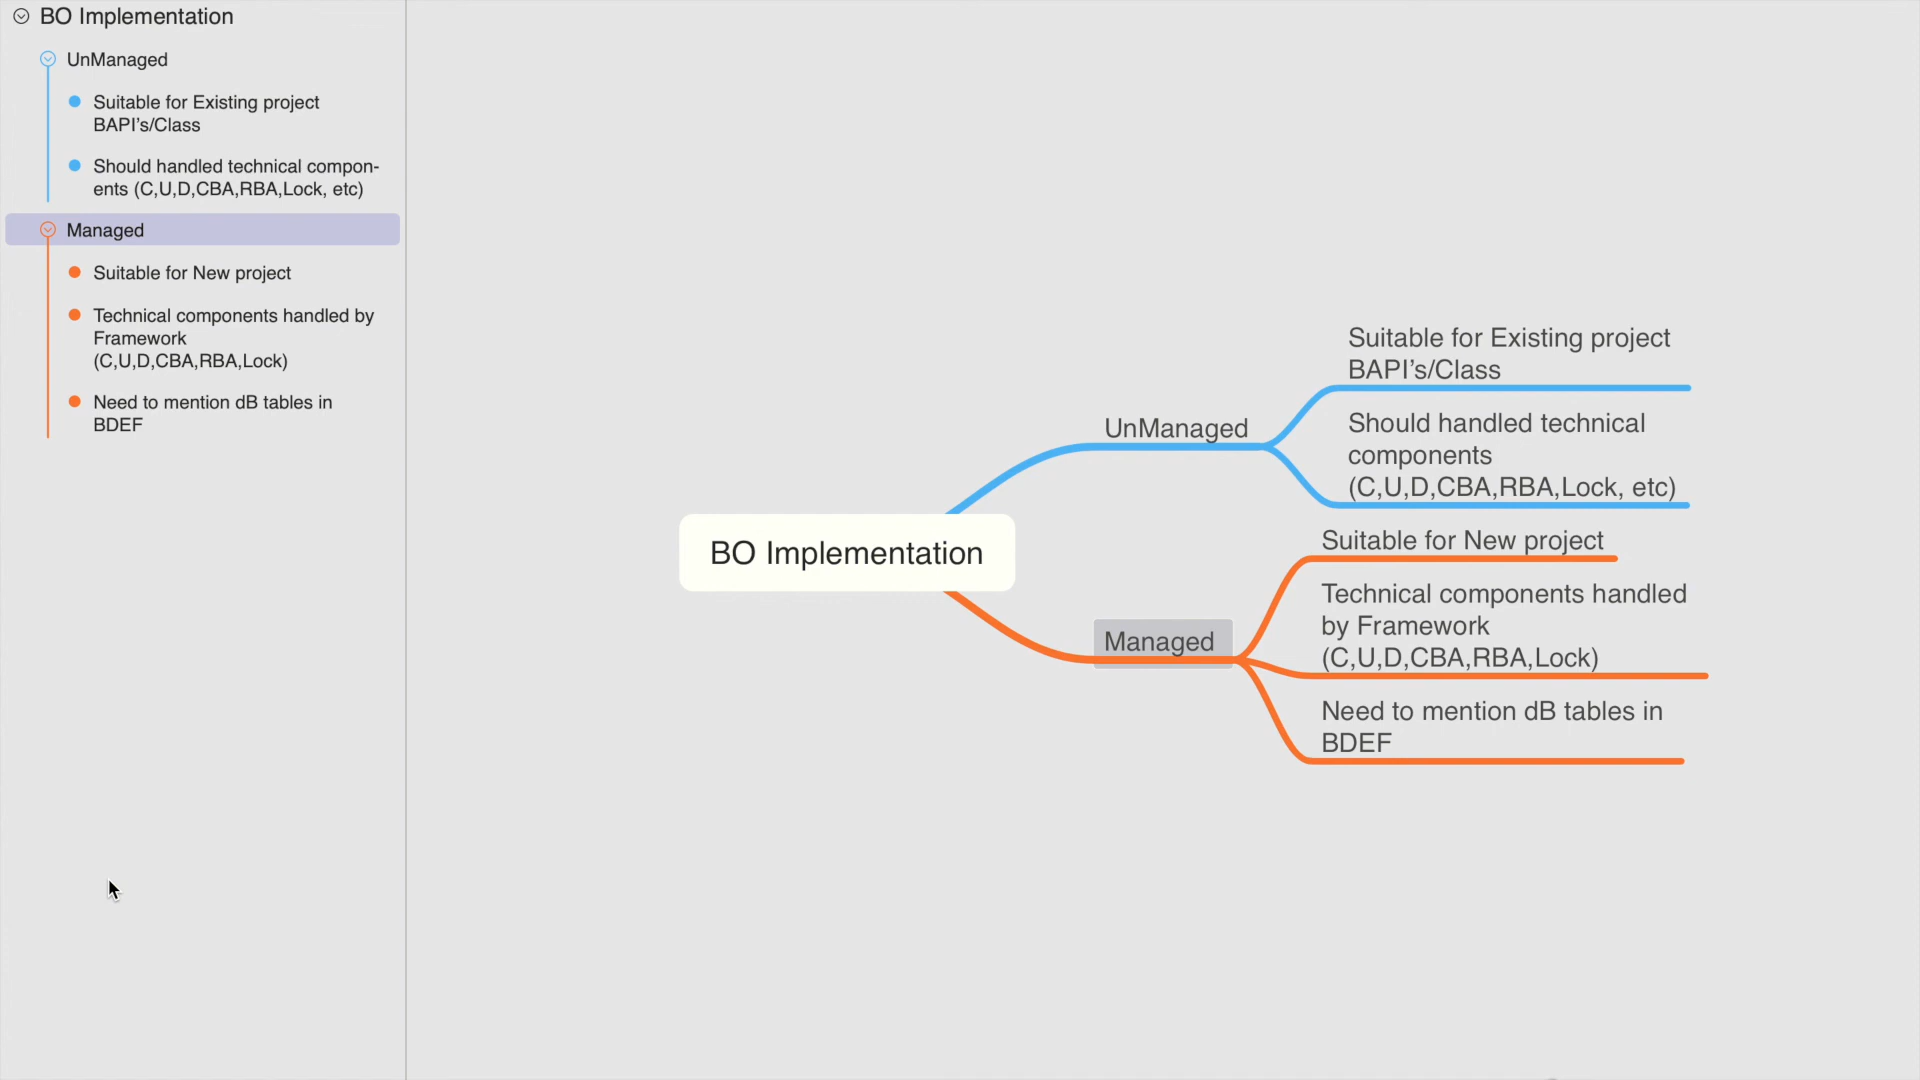 BO Implementation
UnManaged
Suitable for Existing project
BAPI’s/Class
Should handled technical compon-
ents (C,U,D,CBA,RBA,Lock, etc)
Managed
Suitable for New project
Technical components handled by
Framework
(C,U,D,CBA,RBA,Lock)
Need to mention dB tables in
BDEF
BO Implementation
UnManaged
Suitable for Existing project
BAPI’s/Class
Should handled technical
components
(C,U,D,CBA,RBA,Lock, etc)
Managed
Suitable for New project
Technical components handled
by Framework
(C,U,D,CBA,RBA,Lock)
Need to mention dB tables in
BDEF